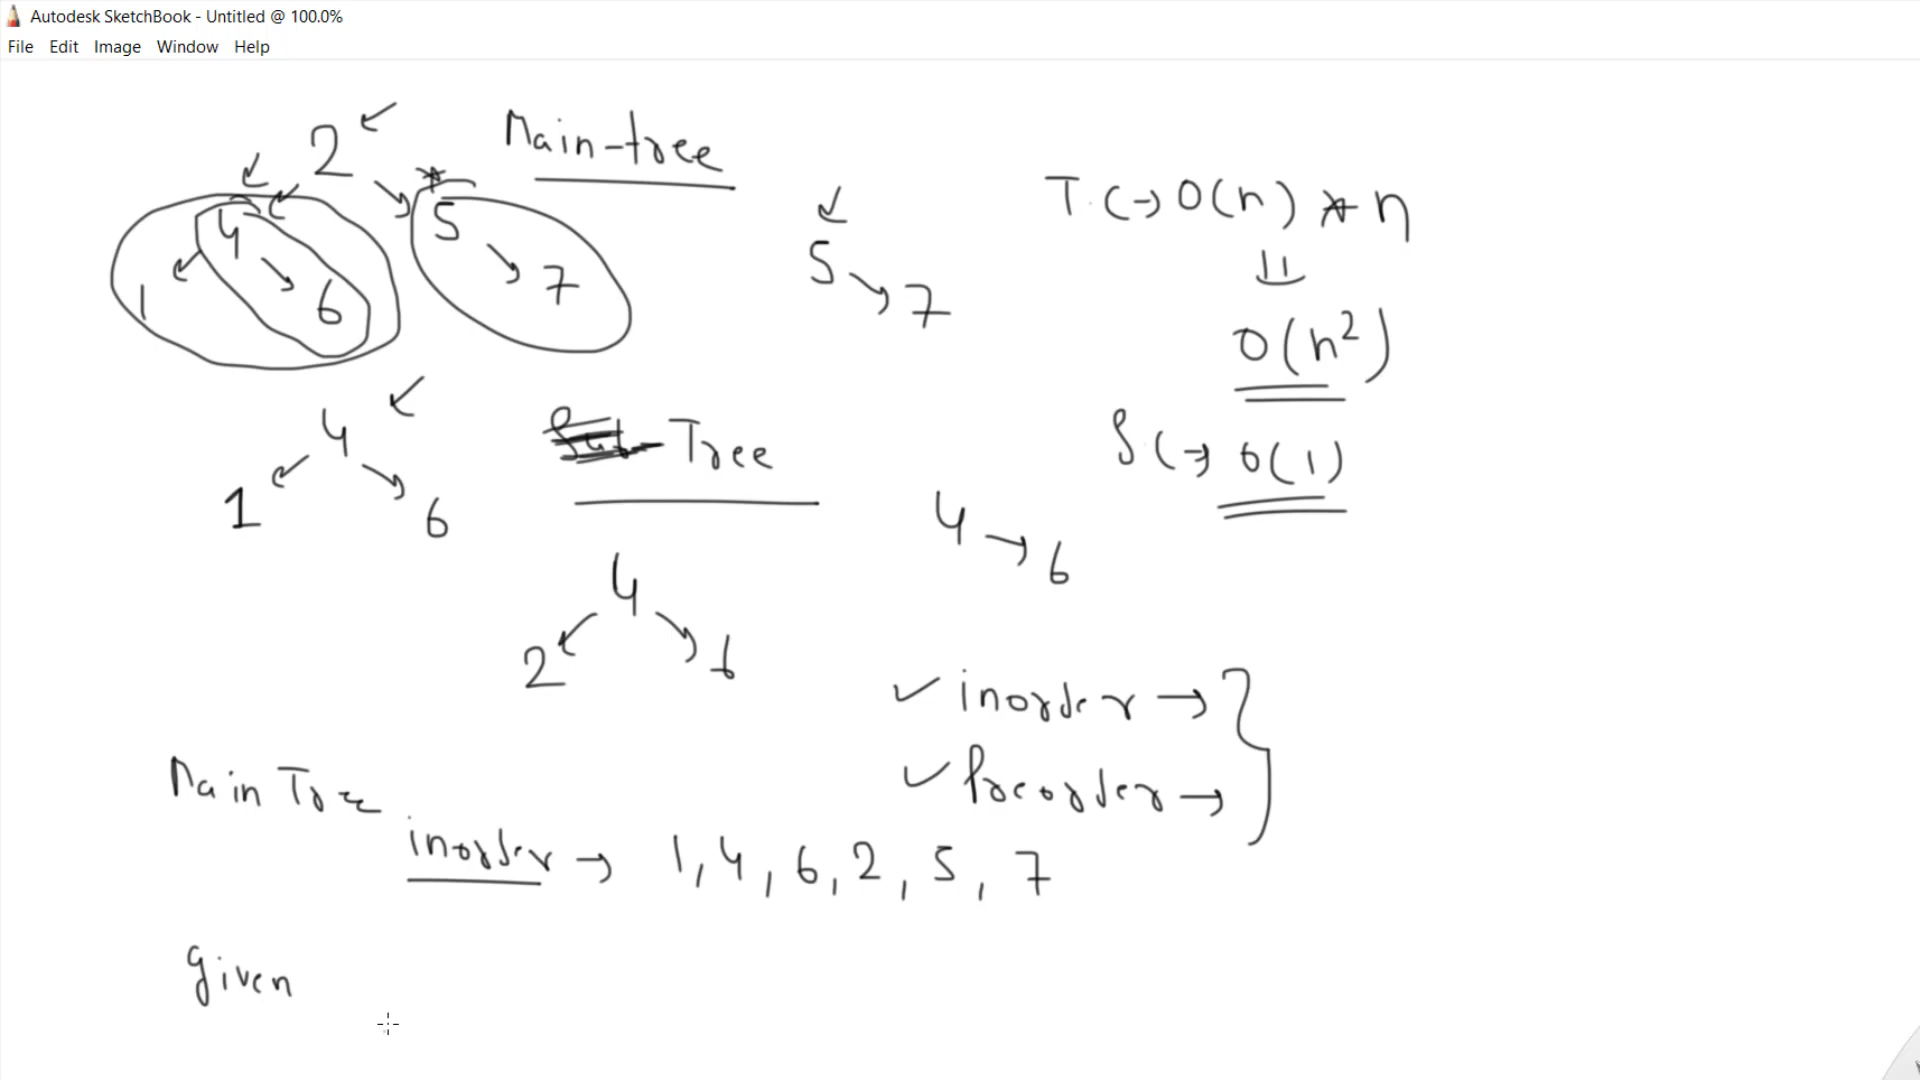 Autodesk SketchBook - Untitled @ 100.0%
File Edit Image Window Help
2 Main-tree
4 5
1 6 7
5
7
T.C → O(n) * n
=
O(n²)
S.C → O(1)
4 Tree
1 6
4 → 6
4
2 6
✓ inorder →
✓ Preorder →
Main Tree
inorder → 1, 4, 6, 2, 5, 7
given